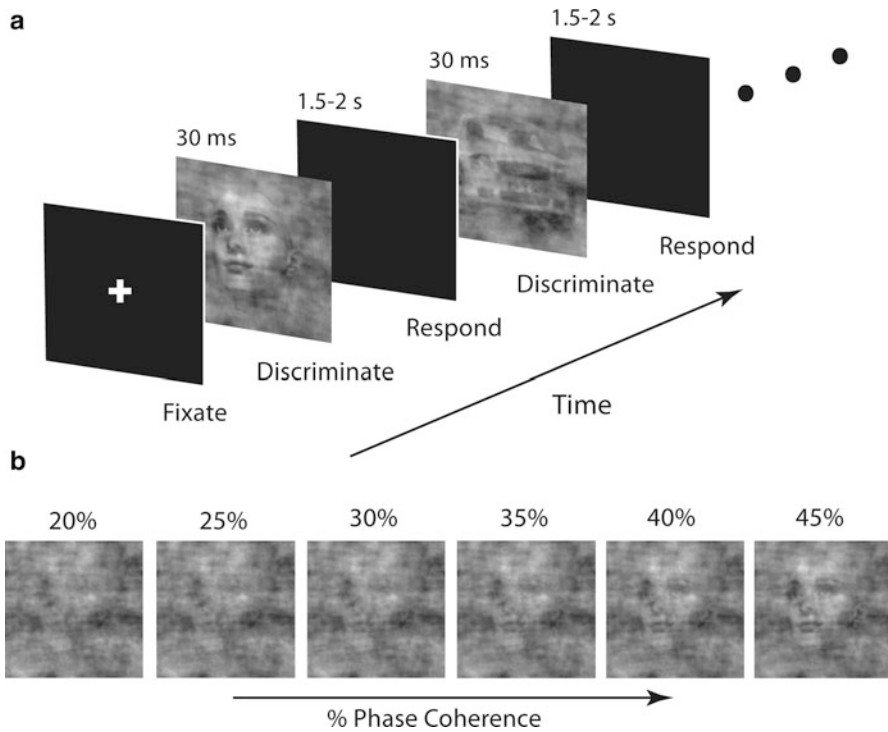 a
1.5-2 s
30 ms
1.5-2 s
30 ms
Respond
Discriminate
Respond
Discriminate
Fixate
Time
b
20% 25% 30% 35% 40% 45%
% Phase Coherence